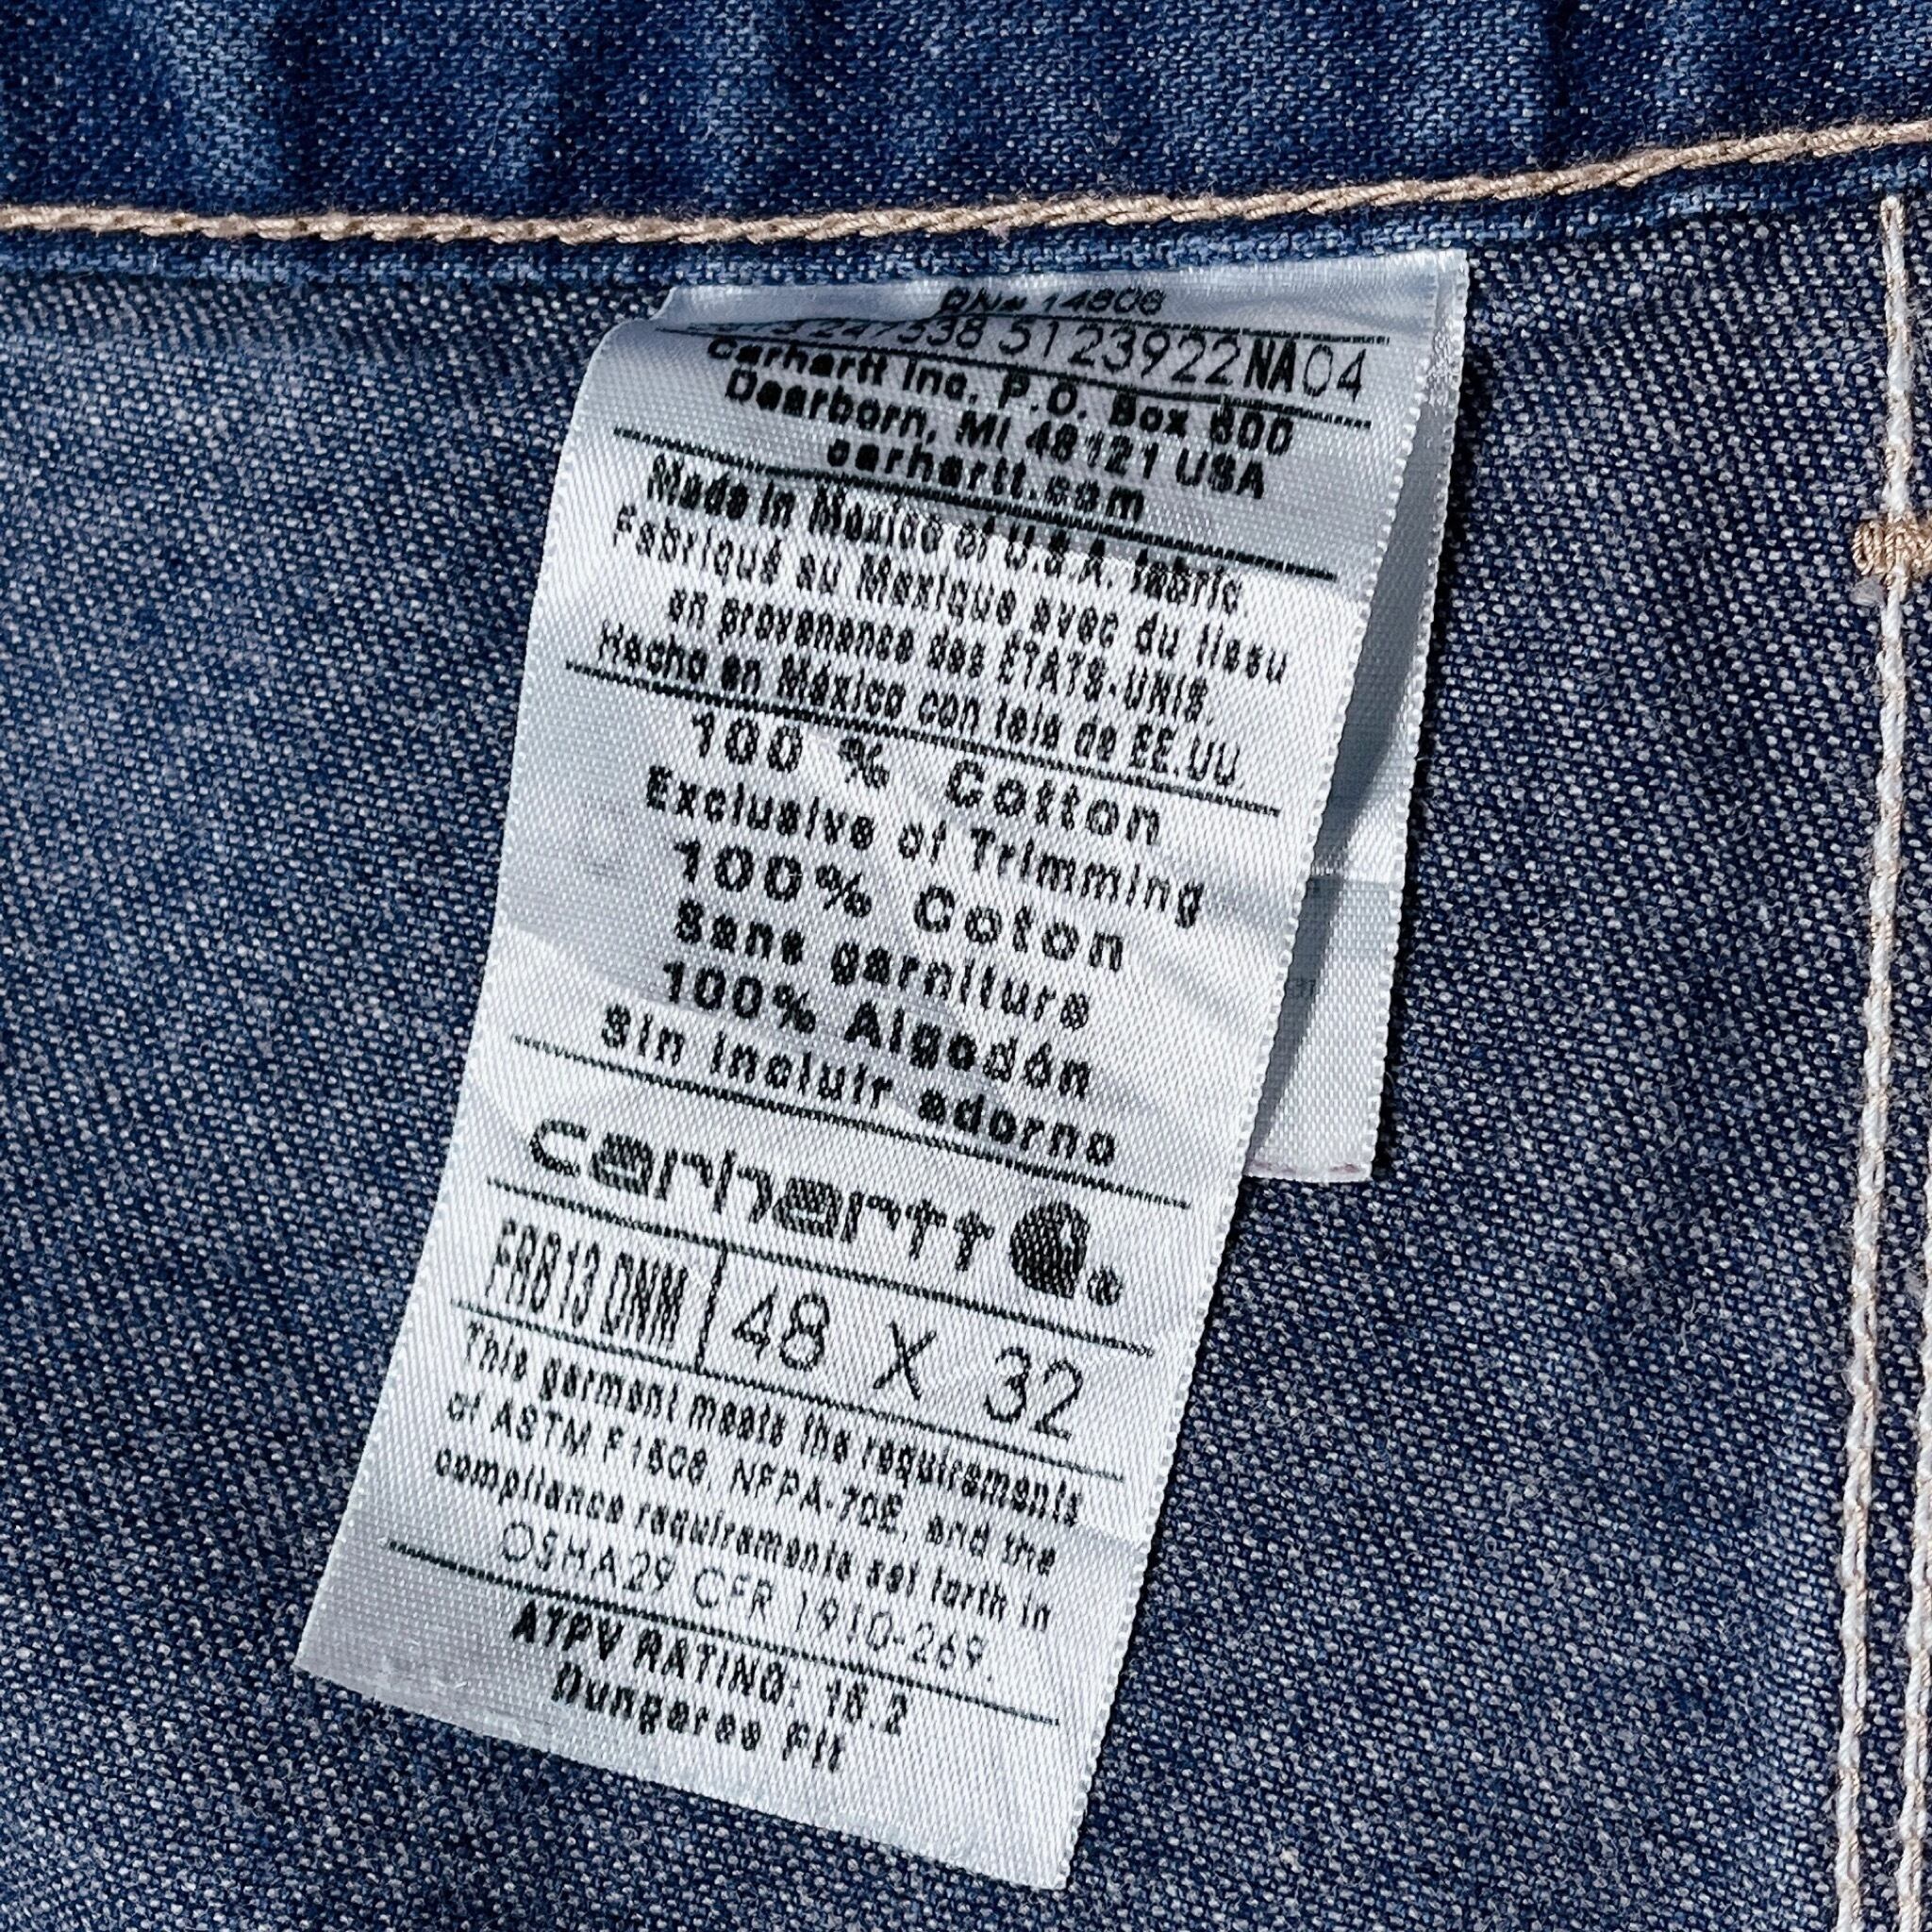 RN# 14806
247538 5123922 NA04
Carhartt Inc. P.O. Box 600
Dearborn, MI 48121 USA
carhartt.com
Made in Mexico of U.S.A. fabric
Fabriqué au Mexique avec du tissu
en provenance des ÉTATS-UNIS.
Hecho en México con tela de EE.UU.
100 % Cotton
Exclusive of Trimming
100% Coton
Sans garniture
100% Algodón
Sin incluir adorno
carhartt ®
FRB13 DNM | 48 X 32
This garment meets the requirements
of ASTM F1506, NFPA-70E, and the
compliance requirements set forth in
OSHA29 CFR 1910-269.
ATPV RATING: 16.2
Dungaree Fit